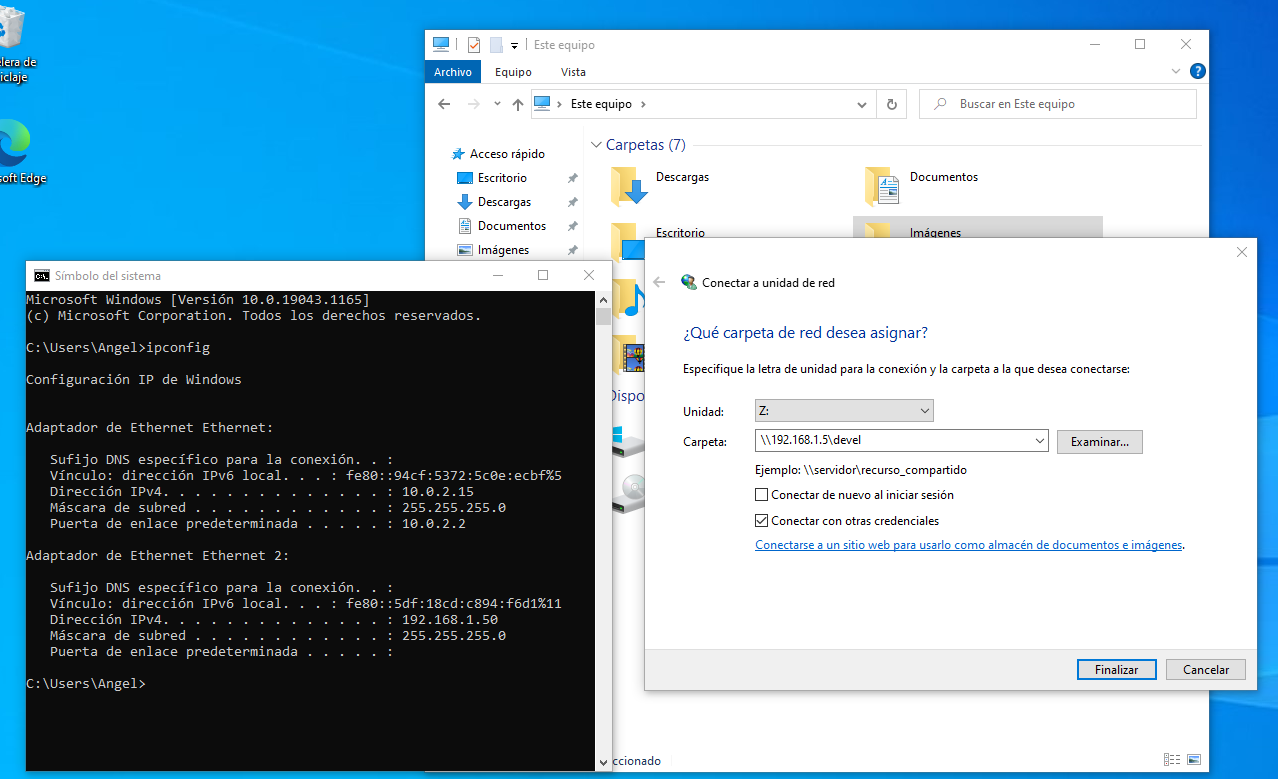 Este equipo
Archivo Equipo Vista
Este equipo
Buscar en Este equipo
Acceso rápido
Escritorio
Descargas
Documentos
Imágenes
Carpetas (7)
Descargas
Documentos
Escritorio
Imágenes
Símbolo del sistema
Microsoft Windows [Versión 10.0.19043.1165]
(c) Microsoft Corporation. Todos los derechos reservados.
C:\Users\Angel>ipconfig
Configuración IP de Windows
Adaptador de Ethernet Ethernet:
Sufijo DNS específico para la conexión. . :
Vínculo: dirección IPv6 local. . . : fe80::94cf:5372:5c0e:ecbf%5
Dirección IPv4. . . . . . . . . . . . . . : 10.0.2.15
Máscara de subred . . . . . . . . . . . . : 255.255.255.0
Puerta de enlace predeterminada . . . . . : 10.0.2.2
Adaptador de Ethernet Ethernet 2:
Sufijo DNS específico para la conexión. . :
Vínculo: dirección IPv6 local. . . : fe80::5df:18cd:c894:f6d1%11
Dirección IPv4. . . . . . . . . . . . . . : 192.168.1.50
Máscara de subred . . . . . . . . . . . . : 255.255.255.0
Puerta de enlace predeterminada . . . . . :
C:\Users\Angel>
Conectar a unidad de red
¿Qué carpeta de red desea asignar?
Especifique la letra de unidad para la conexión y la carpeta a la que desea conectarse:
Unidad: Z:
Carpeta: \\192.168.1.5\devel Examinar...
Ejemplo: \\servidor\recurso_compartido
Conectar de nuevo al iniciar sesión
Conectar con otras credenciales
Conectarse a un sitio web para usarlo como almacén de documentos e imágenes.
Finalizar Cancelar
Dispo
ccionado
elera de
iclaje
soft Edge